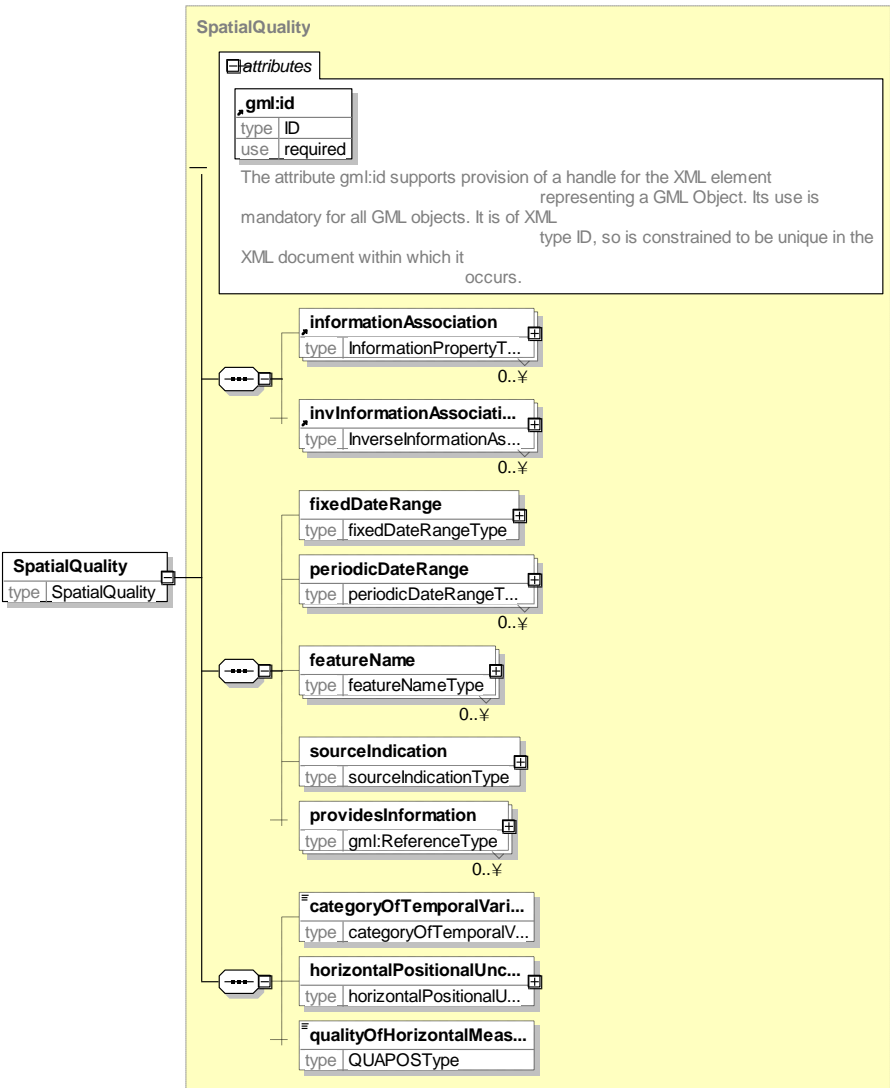 SpatialQuality
attributes
gml:id
type ID
use required
The attribute gml:id supports provision of a handle for the XML element
representing a GML Object. Its use is
mandatory for all GML objects. It is of XML
type ID, so is constrained to be unique in the
XML document within which it
occurs.
informationAssociation
type InformationPropertyT...
0..¥
invInformationAssociati...
type InverseInformationAs...
0..¥
fixedDateRange
type fixedDateRangeType
SpatialQuality
type SpatialQuality
periodicDateRange
type periodicDateRangeT...
0..¥
featureName
type featureNameType
0..¥
sourceIndication
type sourceIndicationType
providesInformation
type gml:ReferenceType
0..¥
categoryOfTemporalVari...
type categoryOfTemporalV...
horizontalPositionalUnc...
type horizontalPositionalU...
qualityOfHorizontalMeas...
type QUAPOSType